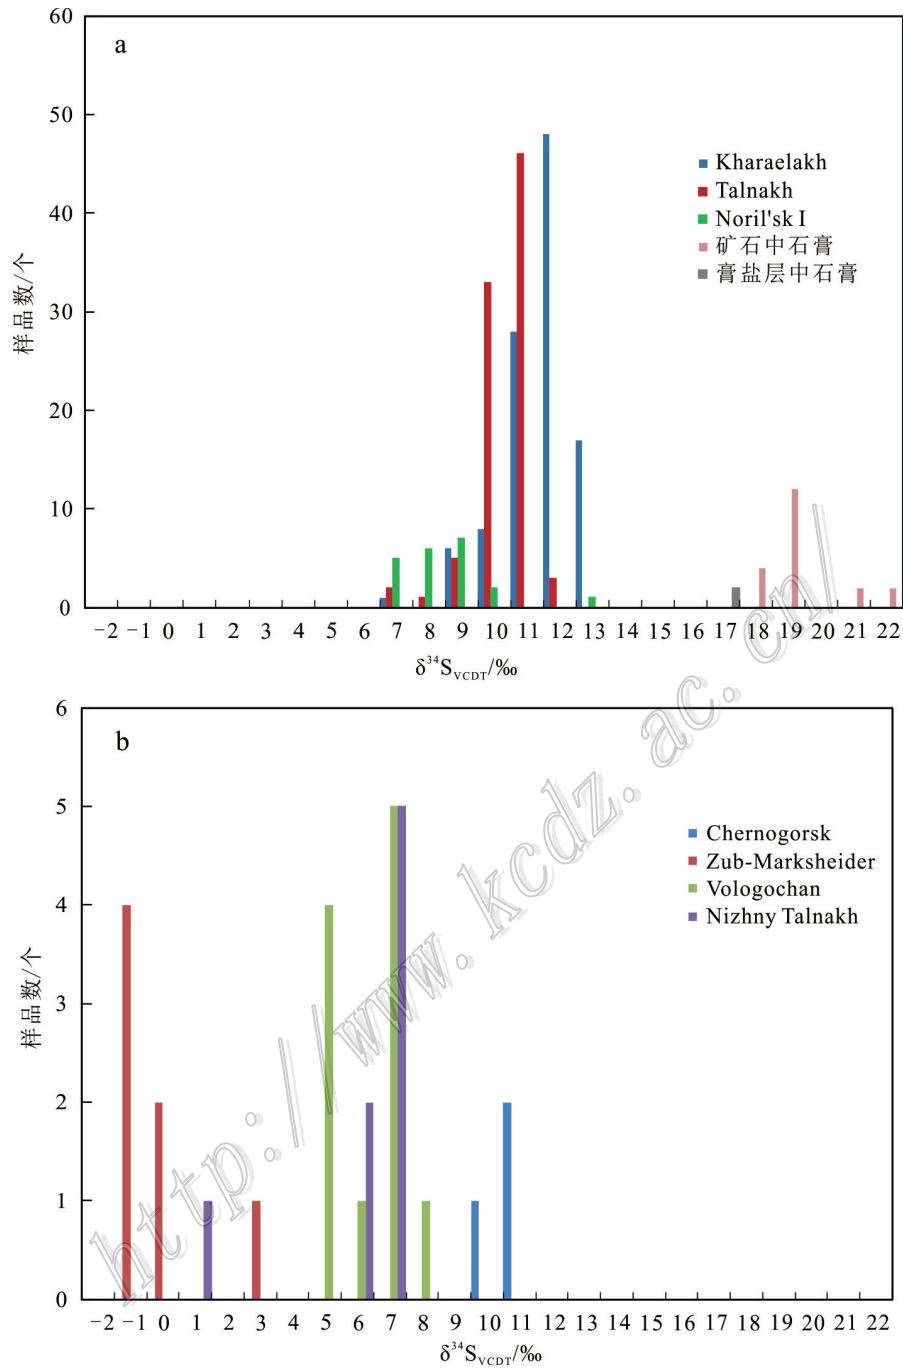 a
60
50
40
30
20
10
0
样品数/个
Kharaelakh
Talnakh
Noril'sk I
矿石中石膏
膏盐层中石膏
−2 −1 0 1 2 3 4 5 6 7 8 9 10 11 12 13 14 15 16 17 18 19 20 21 22
δ³⁴S_VCDT/‰
b
6
5
4
3
2
1
0
样品数/个
Chernogorsk
Zub-Marksheider
Vologochan
Nizhny Talnakh
−2 −1 0 1 2 3 4 5 6 7 8 9 10 11 12 13 14 15 16 17 18 19 20 21 22
δ³⁴S_VCDT/‰
http://www.kcdz.ac.cn/